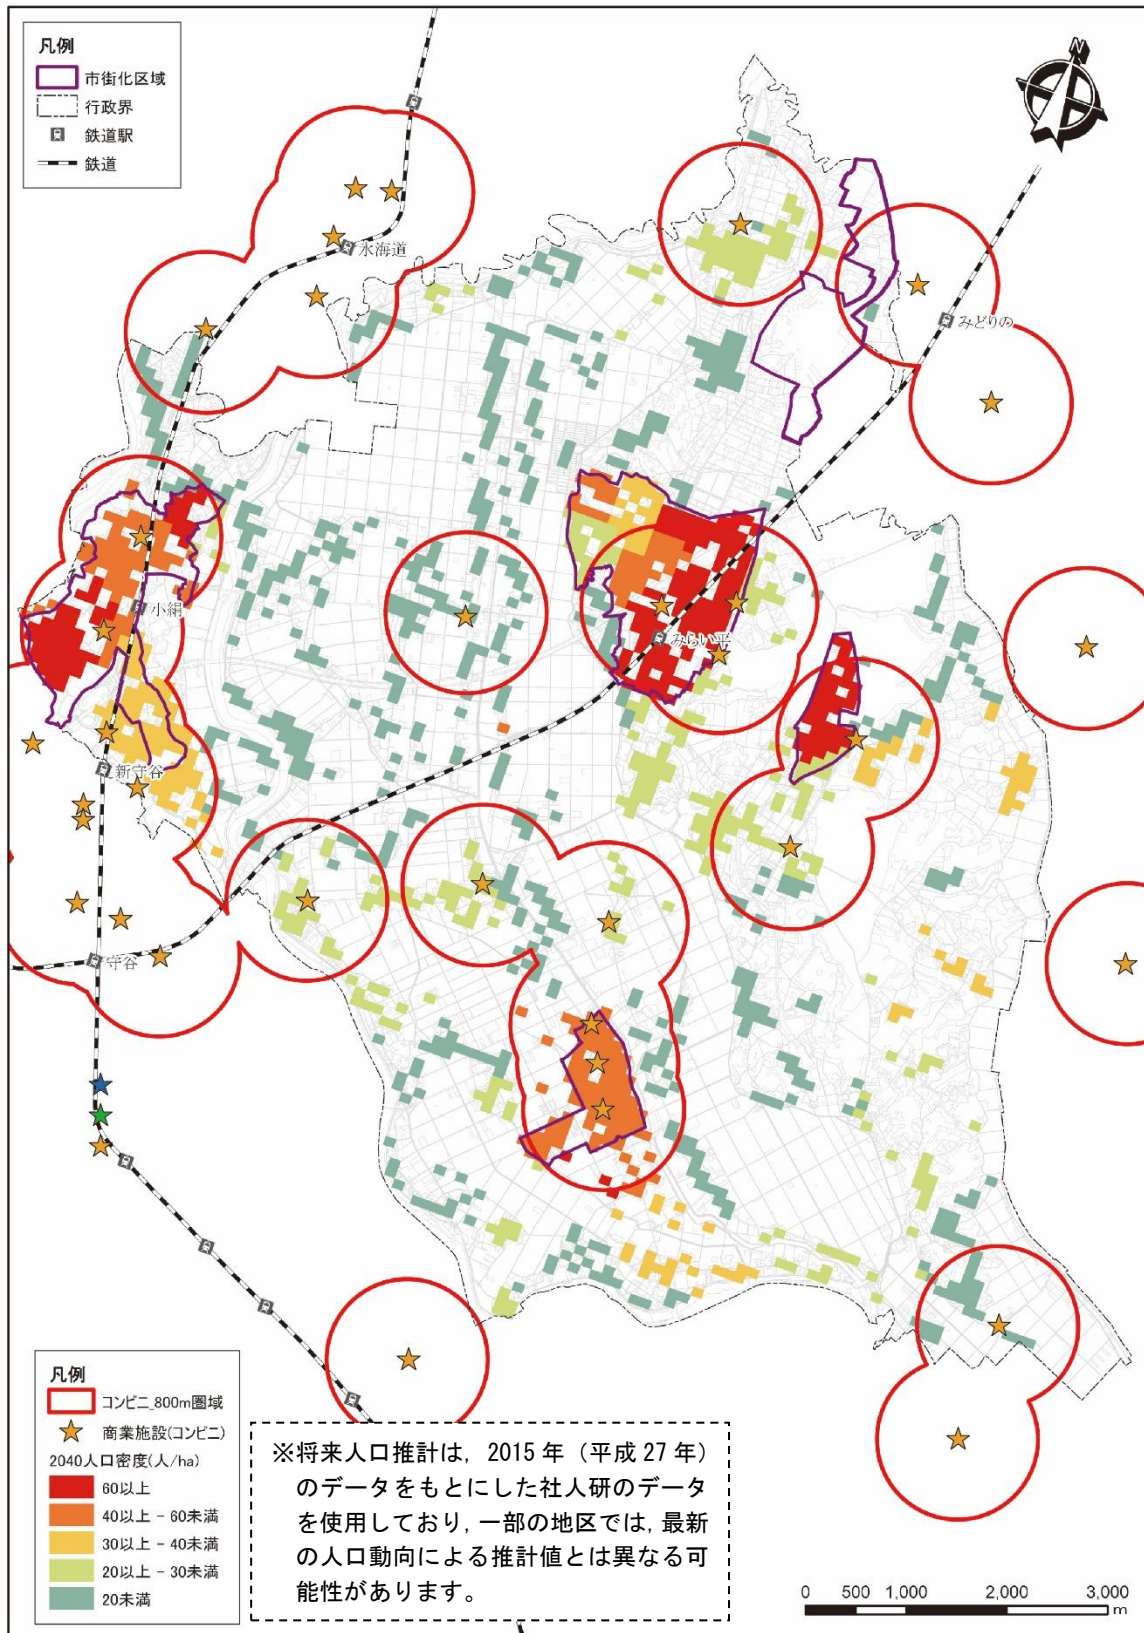 凡例
市街化区域
行政界
鉄道駅
鉄道
N
水海道
みどりの
小絹
みらい平
新守谷
守谷
凡例
コンビニ_800m圏域
商業施設(コンビニ)
2040人口密度(人/ha)
60以上
40以上 - 60未満
30以上 - 40未満
20以上 - 30未満
20未満
※将来人口推計は, 2015年（平成27年）
のデータをもとにした社人研のデータ
を使用しており, 一部の地区では, 最新
の人口動向による推計値とは異なる可
能性があります。
0 500 1,000 2,000 3,000
m